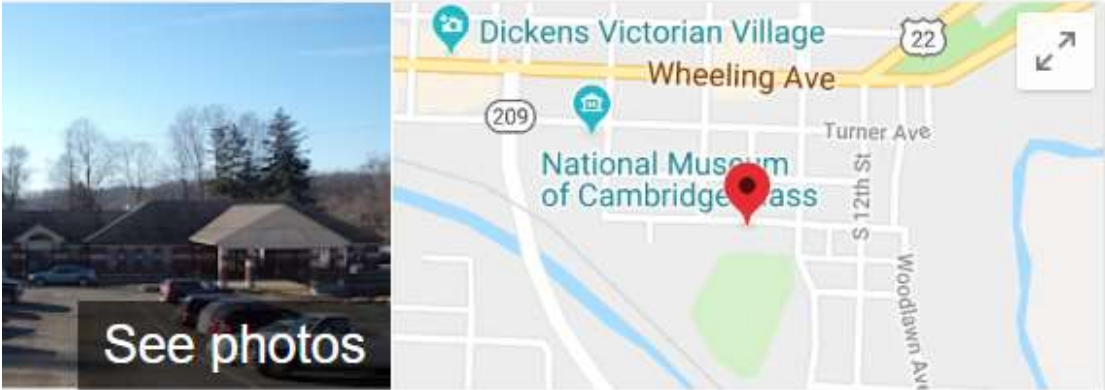 See photos
Dickens Victorian Village
22
Wheeling Ave
209
Turner Ave
National Museum
of Cambridge Glass
S 12th St
Woodlawn Av